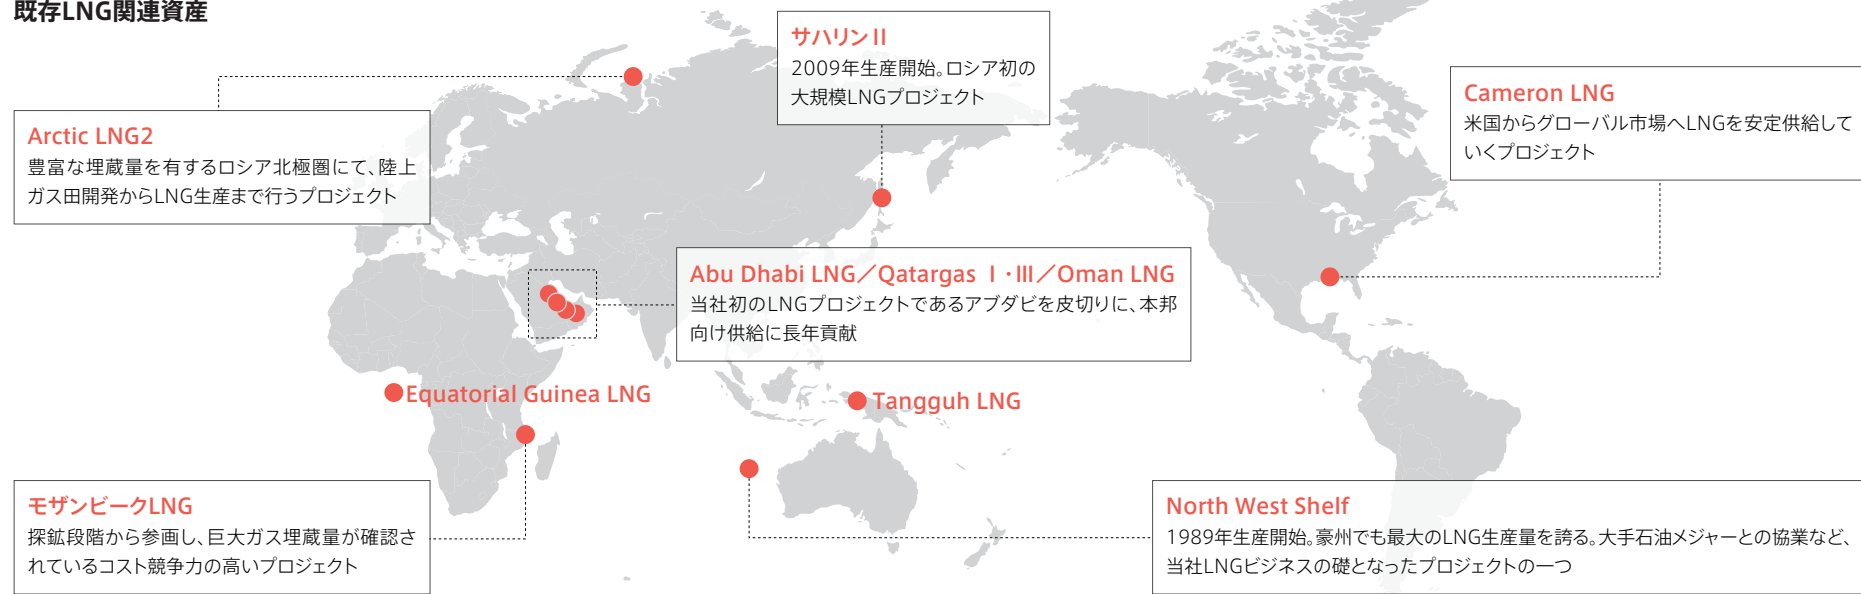 既存LNG関連資産
サハリンII
2009年生産開始。ロシア初の
大規模LNGプロジェクト
Cameron LNG
米国からグローバル市場へLNGを安定供給して
いくプロジェクト
Arctic LNG2
豊富な埋蔵量を有するロシア北極圏にて、陸上
ガス田開発からLNG生産まで行うプロジェクト
Abu Dhabi LNG／Qatargas I・III／Oman LNG
当社初のLNGプロジェクトであるアブダビを皮切りに、本邦
向け供給に長年貢献
Equatorial Guinea LNG
Tangguh LNG
モザンビークLNG
探鉱段階から参画し、巨大ガス埋蔵量が確認さ
れているコスト競争力の高いプロジェクト
North West Shelf
1989年生産開始。豪州でも最大のLNG生産量を誇る。大手石油メジャーとの協業など、
当社LNGビジネスの礎となったプロジェクトの一つ